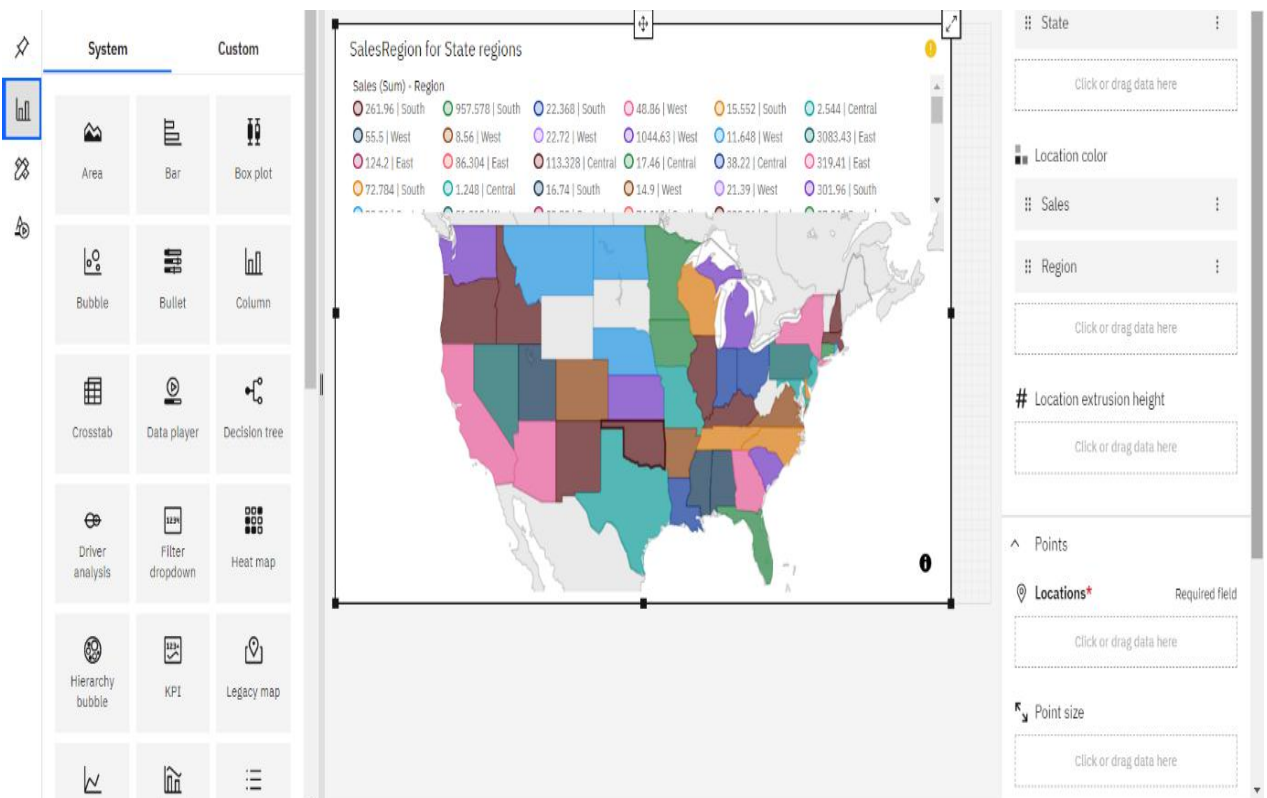 System
Custom
Area
Bar
Box plot
Bubble
Bullet
Column
Crosstab
Data player
Decision tree
Driver
analysis
Filter
dropdown
Heat map
Hierarchy
bubble
KPI
Legacy map
SalesRegion for State regions
Sales (Sum) - Region
261.96 | South 957.578 | South 22.368 | South 48.86 | West 15.552 | South 2.544 | Central
55.5 | West 8.56 | West 22.72 | West 1044.63 | West 11.648 | West 3083.43 | East
124.2 | East 86.304 | East 113.328 | Central 17.46 | Central 38.22 | Central 319.41 | East
72.784 | South 1.248 | Central 16.74 | South 14.9 | West 21.39 | West 301.96 | South
State
Click or drag data here
Location color
Sales
Region
Click or drag data here
# Location extrusion height
Click or drag data here
Points
Locations* Required field
Click or drag data here
Point size
Click or drag data here